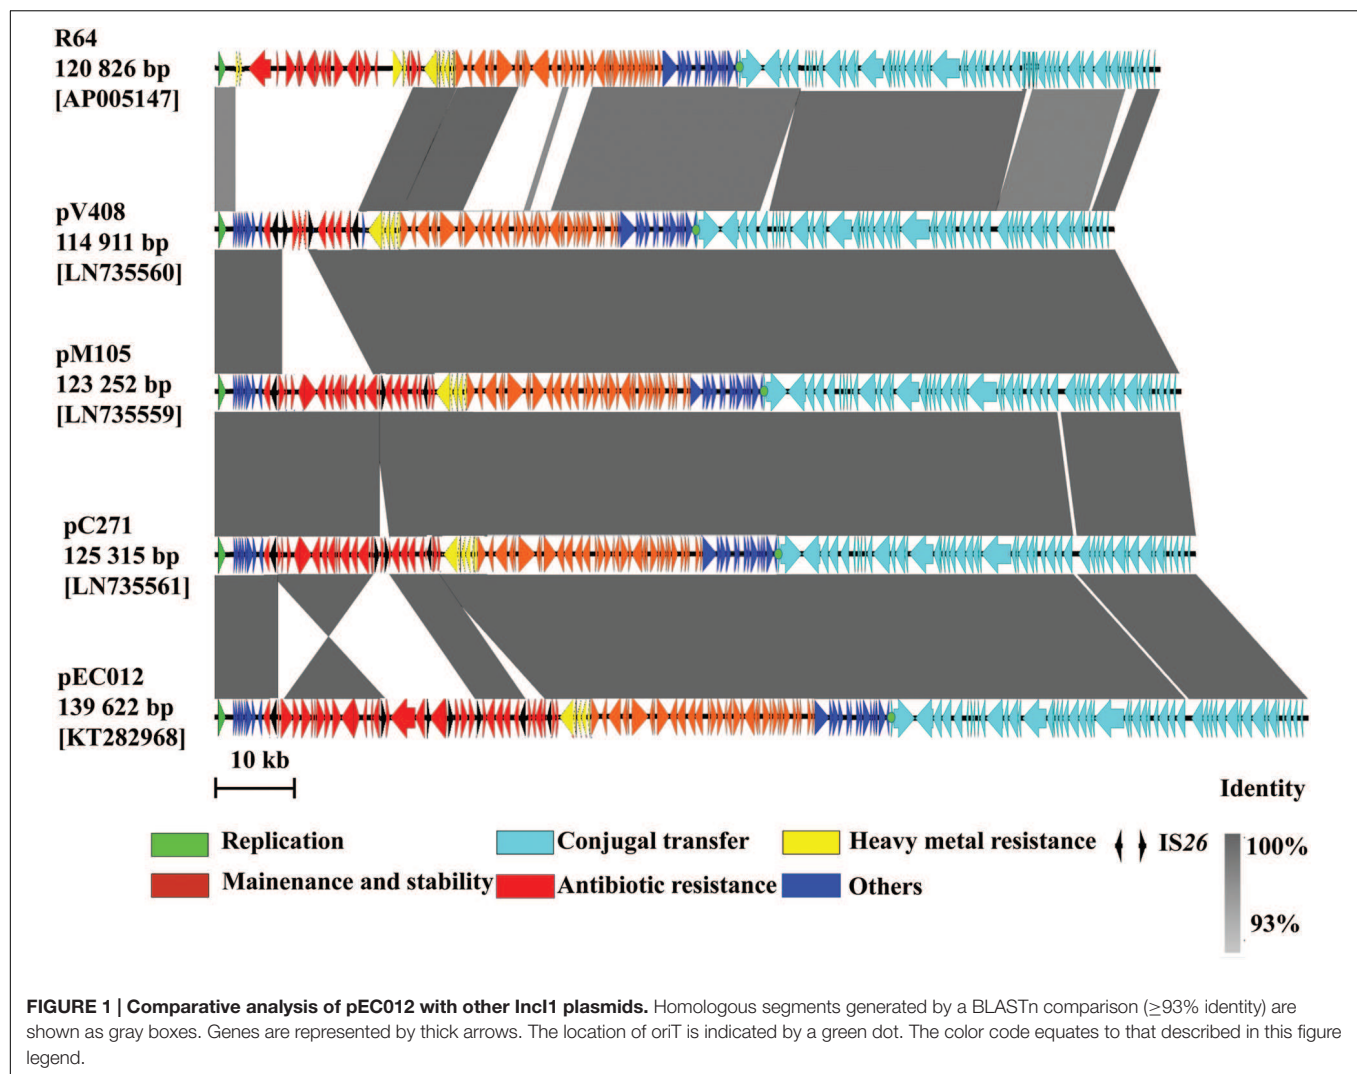 R64
120 826 bp
[AP005147]
pV408
114 911 bp
[LN735560]
pM105
123 252 bp
[LN735559]
pC271
125 315 bp
[LN735561]
pEC012
139 622 bp
[KT282968]
10 kb
Identity
100%
93%
Replication
Conjugal transfer
Heavy metal resistance
IS26
Mainenance and stability
Antibiotic resistance
Others
FIGURE 1 | Comparative analysis of pEC012 with other IncI1 plasmids. Homologous segments generated by a BLASTn comparison (≥93% identity) are
shown as gray boxes. Genes are represented by thick arrows. The location of oriT is indicated by a green dot. The color code equates to that described in this figure
legend.